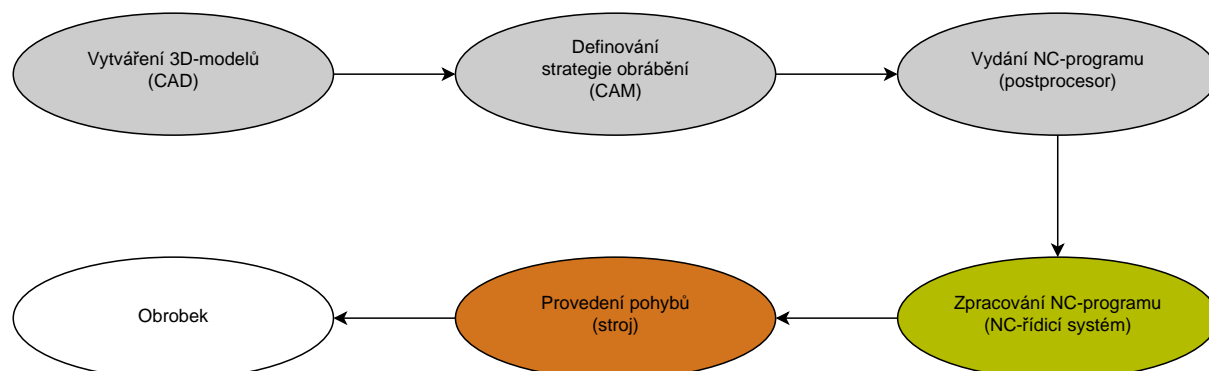 Vytváření 3D-modelů
(CAD)
Definování
strategie obrábění
(CAM)
Vydání NC-programu
(postprocesor)
Zpracování NC-programu
(NC-řídicí systém)
Provedení pohybů
(stroj)
Obrobek